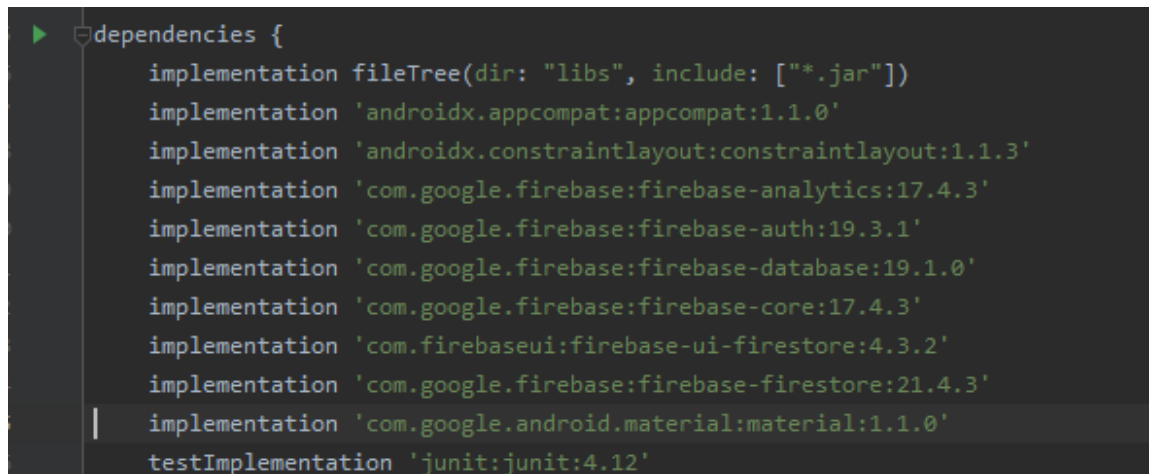 dependencies {
    implementation fileTree(dir: "libs", include: ["*.jar"])
    implementation 'androidx.appcompat:appcompat:1.1.0'
    implementation 'androidx.constraintlayout:constraintlayout:1.1.3'
    implementation 'com.google.firebase:firebase-analytics:17.4.3'
    implementation 'com.google.firebase:firebase-auth:19.3.1'
    implementation 'com.google.firebase:firebase-database:19.1.0'
    implementation 'com.google.firebase:firebase-core:17.4.3'
    implementation 'com.firebaseui:firebase-ui-firestore:4.3.2'
    implementation 'com.google.firebase:firebase-firestore:21.4.3'
    implementation 'com.google.android.material:material:1.1.0'
    testImplementation 'junit:junit:4.12'